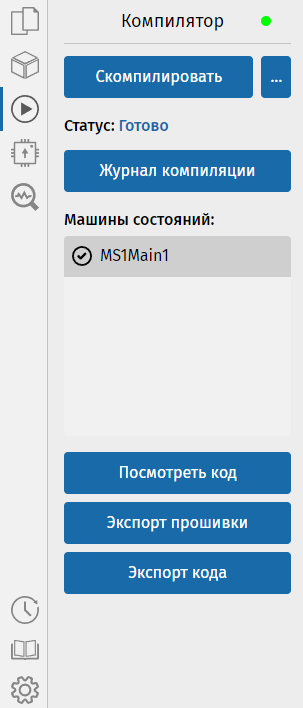 Компилятор
Скомпилировать ...
Статус: Готово
Журнал компиляции
Машины состояний:
MS1Main1
Посмотреть код
Экспорт прошивки
Экспорт кода